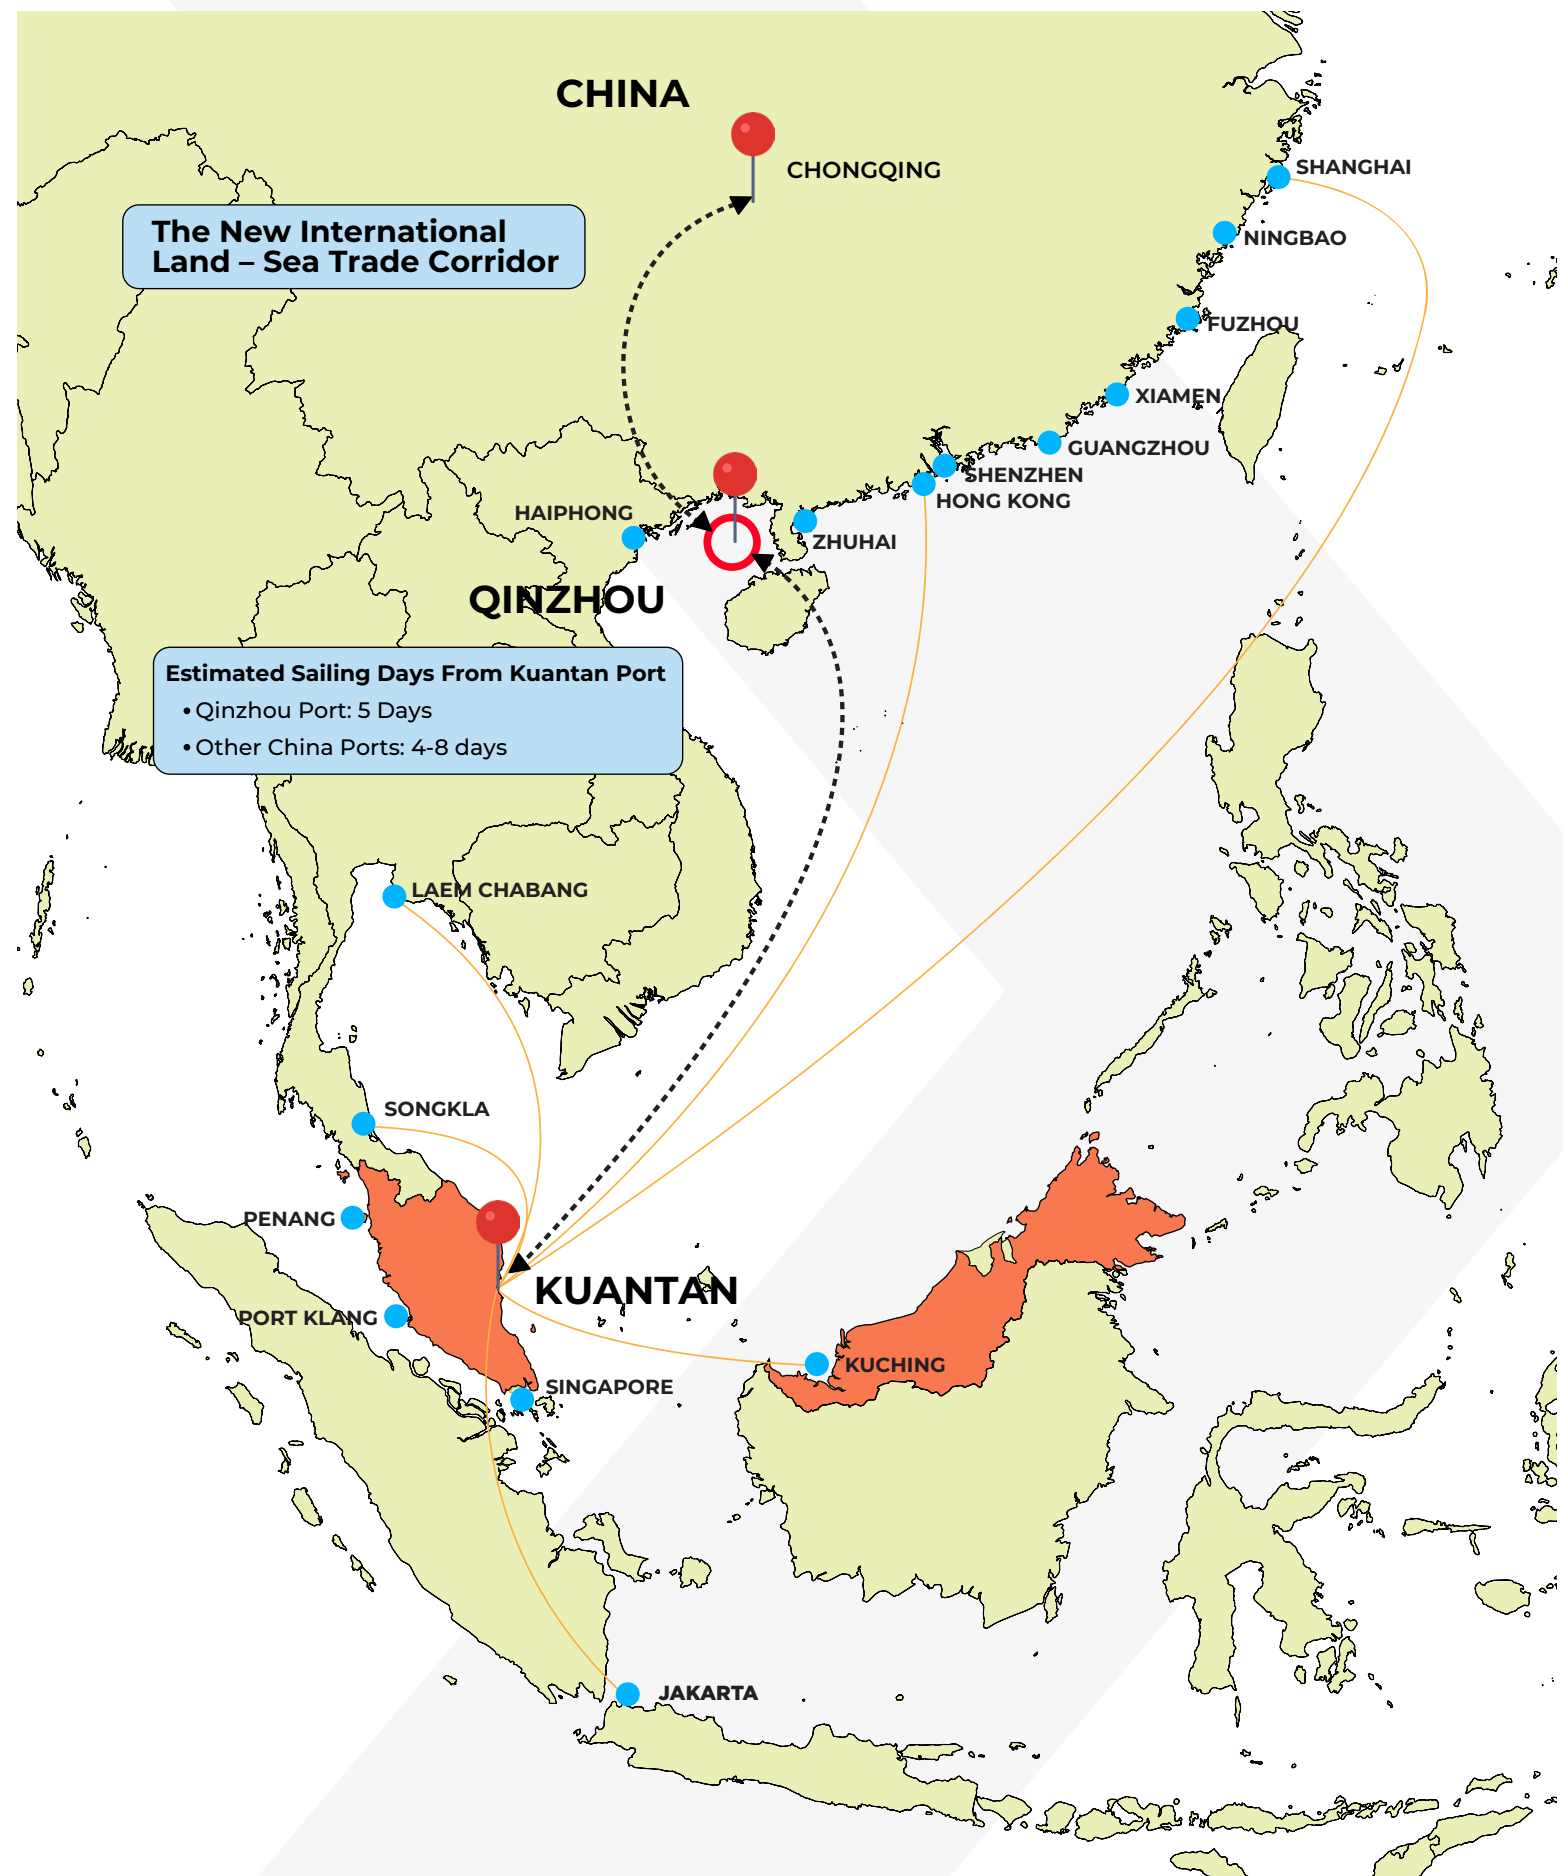 CHINA
CHONGQING
SHANGHAI
The New International
Land – Sea Trade Corridor
NINGBAO
FUZHOU
XIAMEN
GUANGZHOU
SHENZHEN
HONG KONG
HAIPHONG
ZHUHAI
QINZHOU
Estimated Sailing Days From Kuantan Port
• Qinzhou Port: 5 Days
• Other China Ports: 4-8 days
LAEM CHABANG
SONGKLA
PENANG
KUANTAN
PORT KLANG
KUCHING
SINGAPORE
JAKARTA